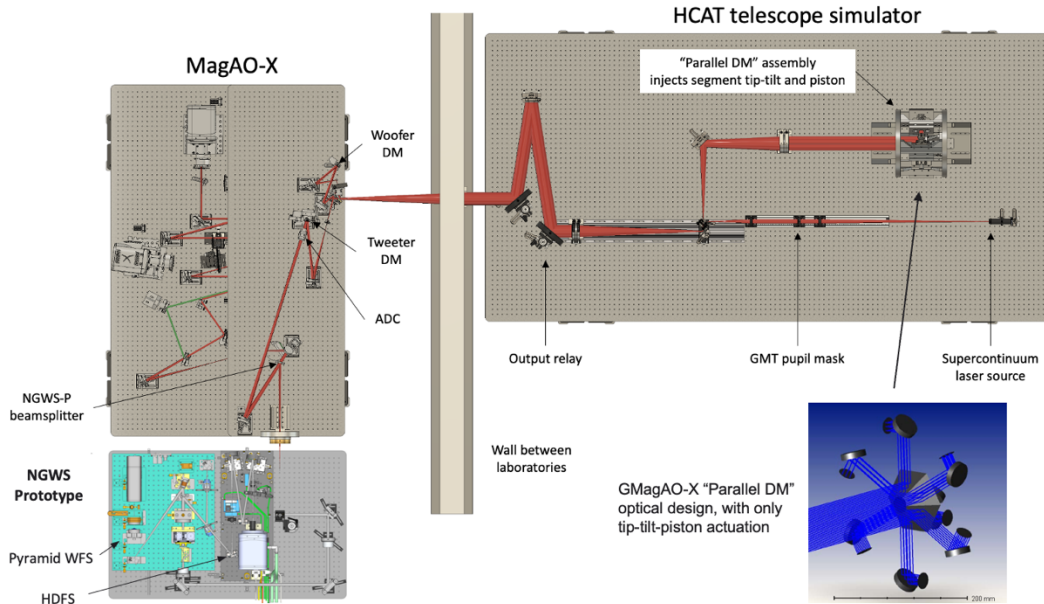 HCAT telescope simulator
MagAO-X
“Parallel DM” assembly
injects segment tip-tilt and piston
Woofer
DM
Tweeter
DM
ADC
NGWS-P
beamsplitter
Output relay
GMT pupil mask
Supercontinuum
laser source
Wall between
laboratories
NGWS
Prototype
Pyramid WFS
HDFS
GMagAO-X “Parallel DM”
optical design, with only
tip-tilt-piston actuation
200 mm